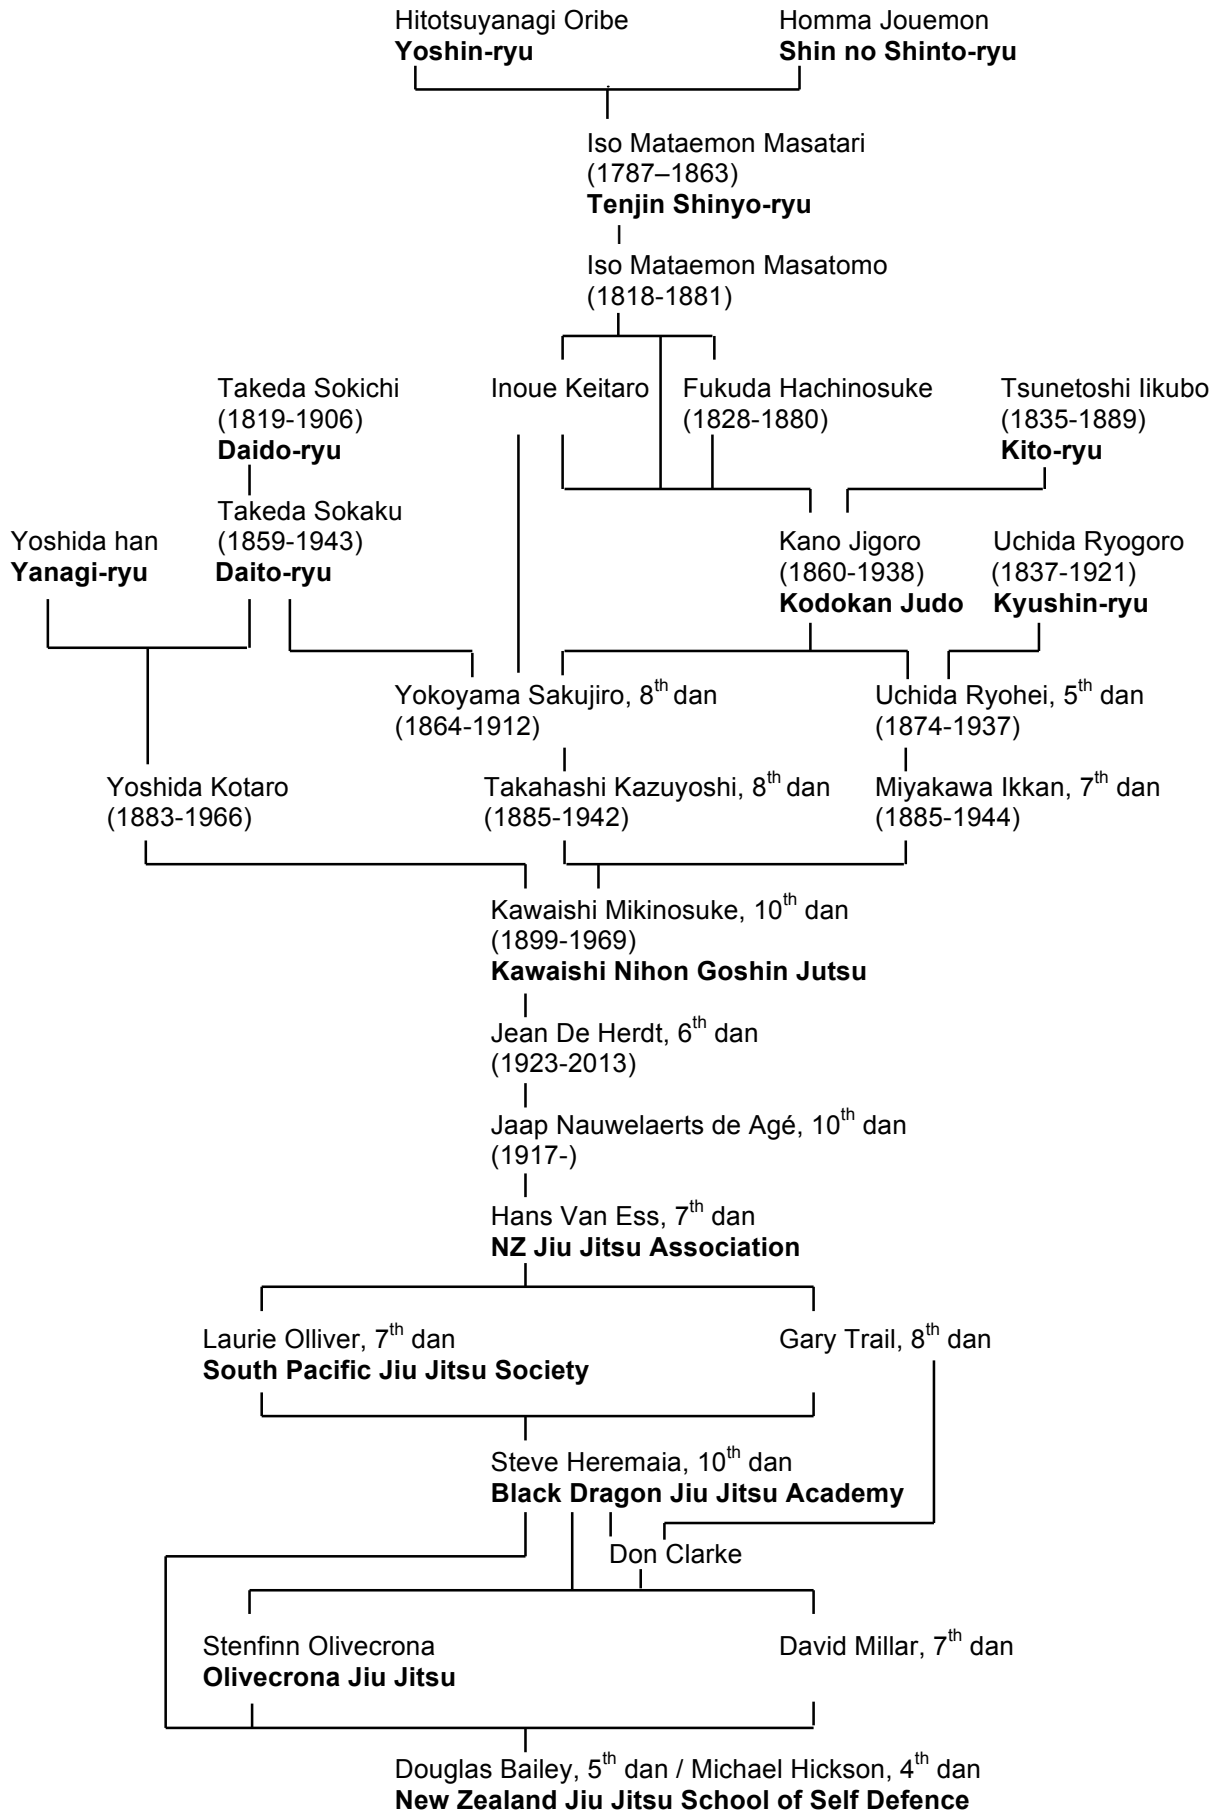 Hitotsuyanagi Oribe
Yoshin-ryu
Homma Jouemon
Shin no Shinto-ryu
Iso Mataemon Masatari
(1787–1863)
Tenjin Shinyo-ryu
Iso Mataemon Masatomo
(1818-1881)
Takeda Sokichi
(1819-1906)
Daido-ryu
Inoue Keitaro
Fukuda Hachinosuke
(1828-1880)
Tsunetoshi Iikubo
(1835-1889)
Kito-ryu
Yoshida han
Yanagi-ryu
Takeda Sokaku
(1859-1943)
Daito-ryu
Kano Jigoro
(1860-1938)
Kodokan Judo
Uchida Ryogoro
(1837-1921)
Kyushin-ryu
Yokoyama Sakujiro, 8th dan
(1864-1912)
Uchida Ryohei, 5th dan
(1874-1937)
Yoshida Kotaro
(1883-1966)
Takahashi Kazuyoshi, 8th dan
(1885-1942)
Miyakawa Ikkan, 7th dan
(1885-1944)
Kawaishi Mikinosuke, 10th dan
(1899-1969)
Kawaishi Nihon Goshin Jutsu
Jean De Herdt, 6th dan
(1923-2013)
Jaap Nauwelaerts de Agé, 10th dan
(1917-)
Hans Van Ess, 7th dan
NZ Jiu Jitsu Association
Laurie Olliver, 7th dan
South Pacific Jiu Jitsu Society
Gary Trail, 8th dan
Steve Heremaia, 10th dan
Black Dragon Jiu Jitsu Academy
Don Clarke
Stenfinn Olivecrona
Olivecrona Jiu Jitsu
David Millar, 7th dan
Douglas Bailey, 5th dan / Michael Hickson, 4th dan
New Zealand Jiu Jitsu School of Self Defence